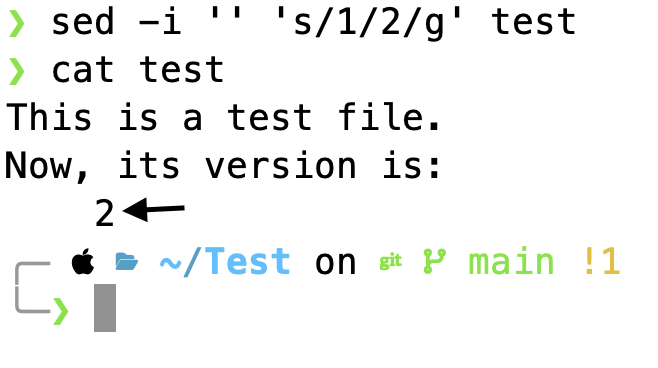 ❯ sed -i '' 's/1/2/g' test
❯ cat test
This is a test file.
Now, its version is:
    2
~/Test on git main !1
❯